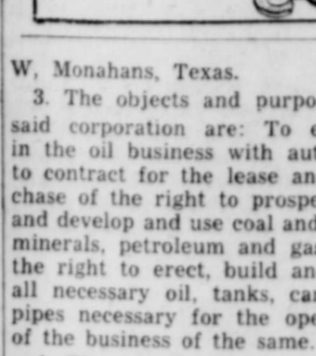 W, Monahans, Texas.
3. The objects and purpo
said corporation are: To e
in the oil business with aut
to contract for the lease an
chase of the right to prospe
and develop and use coal and
minerals, petroleum and ga
the right to erect, build an
all necessary oil, tanks, ca
pipes necessary for the ope
of the business of the same.